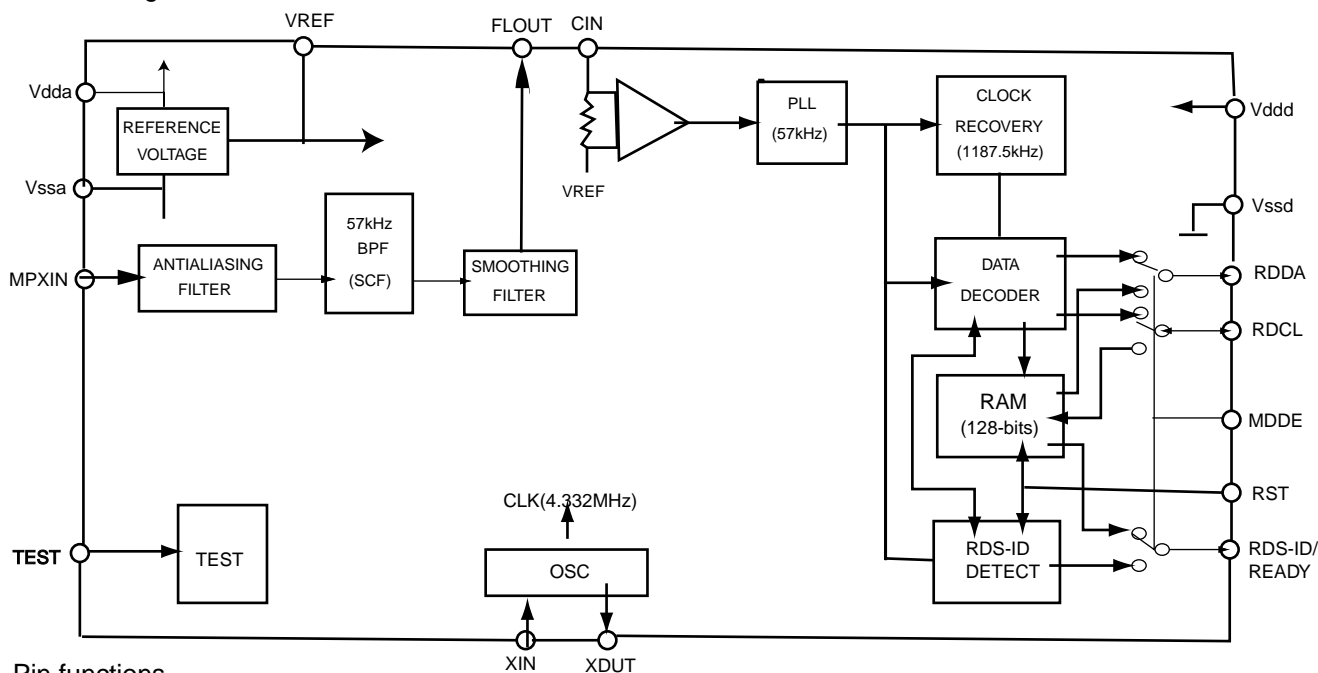 VREF
FLOUT
CIN
Vdda
REFERENCE
VOLTAGE
Vssa
VREF
PLL
(57kHz)
CLOCK
RECOVERY
(1187.5kHz)
Vddd
Vssd
MPXIN
ANTIALIASING
FILTER
57kHz
BPF
(SCF)
SMOOTHING
FILTER
DATA
DECODER
RDDA
RDCL
RAM
(128-bits)
MDDE
RST
TEST
TEST
CLK(4.332MHz)
OSC
RDS-ID
DETECT
RDS-ID/
READY
XIN
XDUT
Pin functions